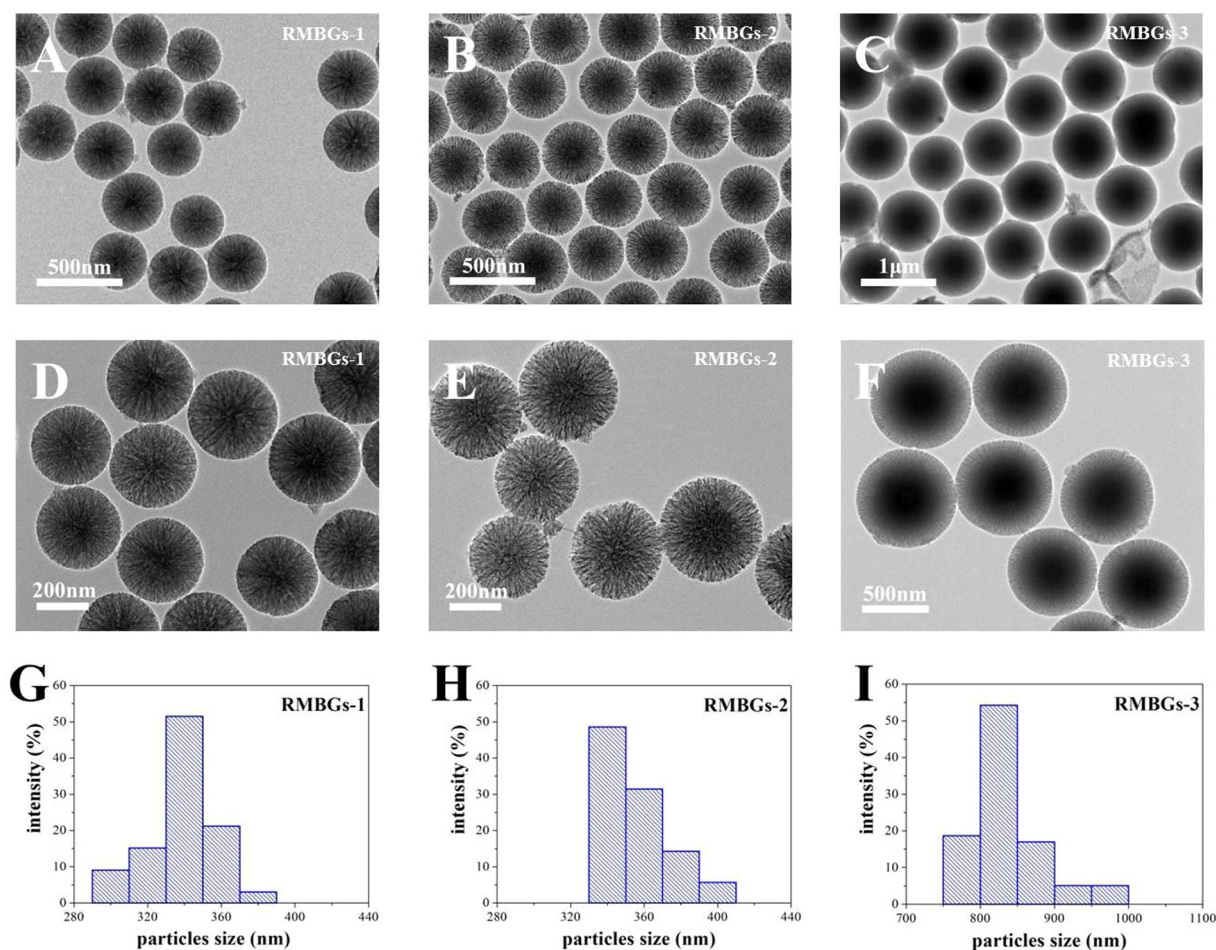 A
RMBGs-1
500nm
B
RMBGs-2
500nm
C
RMBGs-3
1μm
D
RMBGs-1
200nm
E
RMBGs-2
200nm
F
RMBGs-3
500nm
G
RMBGs-1
intensity (%)
60
50
40
30
20
10
0
280 320 360 400 440
particles size (nm)
H
RMBGs-2
intensity (%)
60
50
40
30
20
10
0
280 320 360 400 440
particles size (nm)
I
RMBGs-3
intensity (%)
60
50
40
30
20
10
0
700 800 900 1000 1100
particles size (nm)